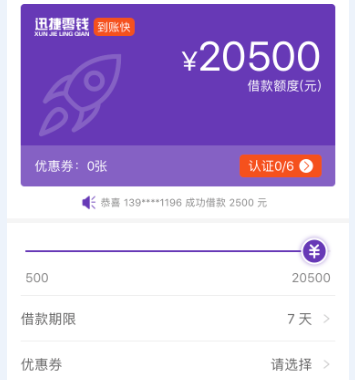 迅捷零钱 到账快
XUN JIE LING QIAN
¥20500
借款额度(元)
优惠券：0张 认证0/6
恭喜 139****1196 成功借款 2500 元
¥
500 20500
借款期限 7 天
优惠券 请选择